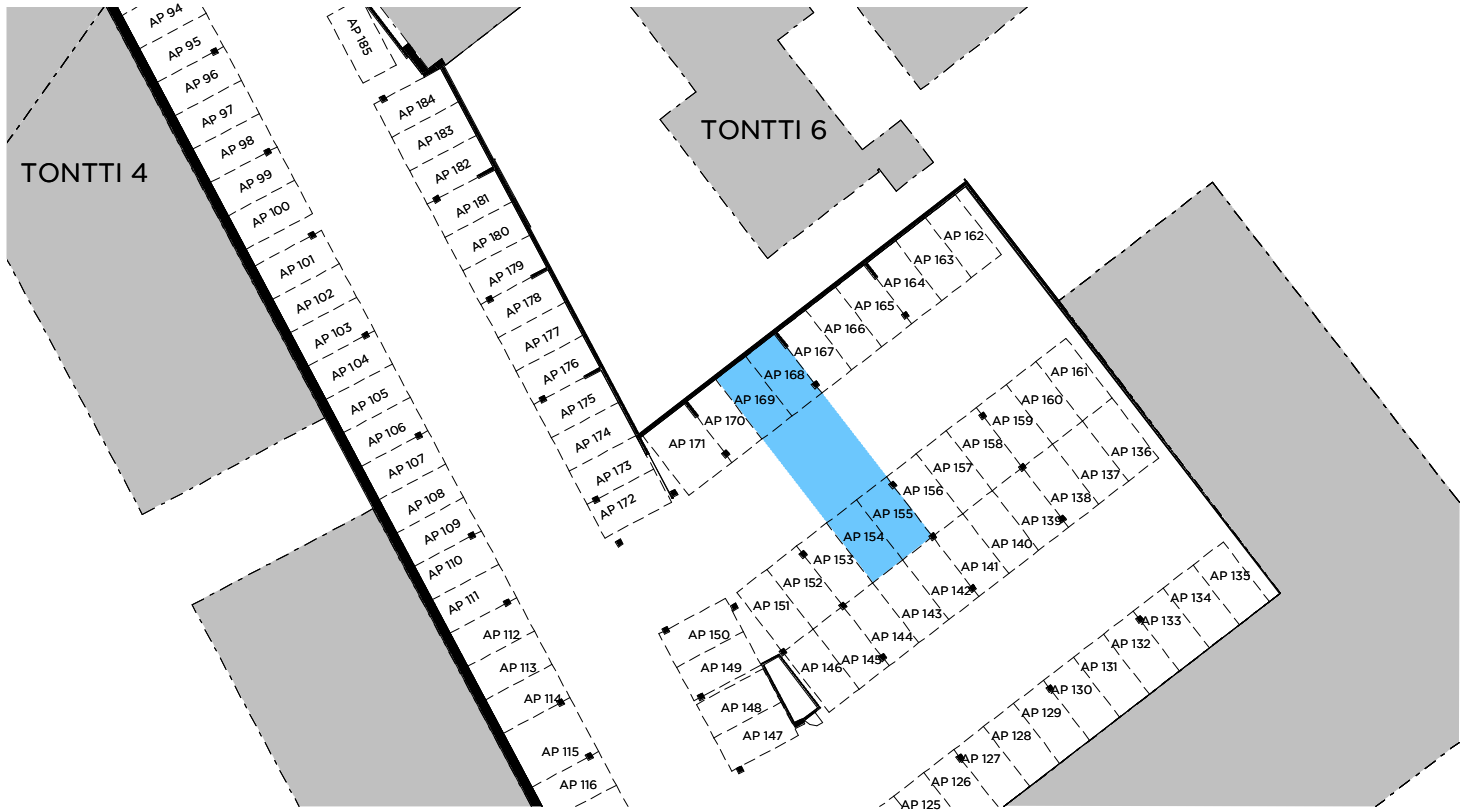 AP 94
AP 95
AP 96
AP 97
AP 98
AP 99
AP 100
AP 101
AP 102
AP 103
AP 104
AP 105
AP 106
AP 107
AP 108
AP 109
AP 110
AP 111
AP 112
AP 113
AP 114
AP 115
AP 116
TONTTI 4
AP 185
AP 184
AP 183
AP 182
AP 181
AP 180
AP 179
AP 178
AP 177
AP 176
AP 175
AP 174
AP 173
AP 172
TONTTI 6
AP 162
AP 163
AP 164
AP 165
AP 166
AP 167
AP 168
AP 169
AP 170
AP 171
AP 161
AP 160
AP 159
AP 158
AP 157
AP 156
AP 155
AP 154
AP 153
AP 152
AP 151
AP 150
AP 149
AP 148
AP 147
AP 136
AP 137
AP 138
AP 139
AP 140
AP 141
AP 142
AP 143
AP 144
AP 145
AP 146
AP 135
AP 134
AP 133
AP 132
AP 131
AP 130
AP 129
AP 128
AP 127
AP 126
AP 125